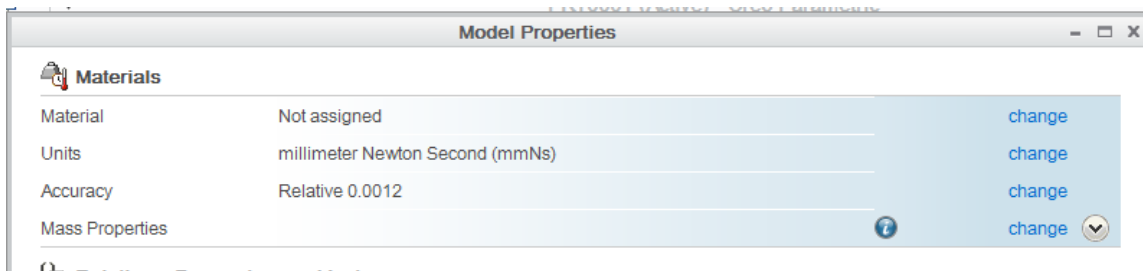 Model Properties
Materials
Material Not assigned change
Units millimeter Newton Second (mmNs) change
Accuracy Relative 0.0012 change
Mass Properties change